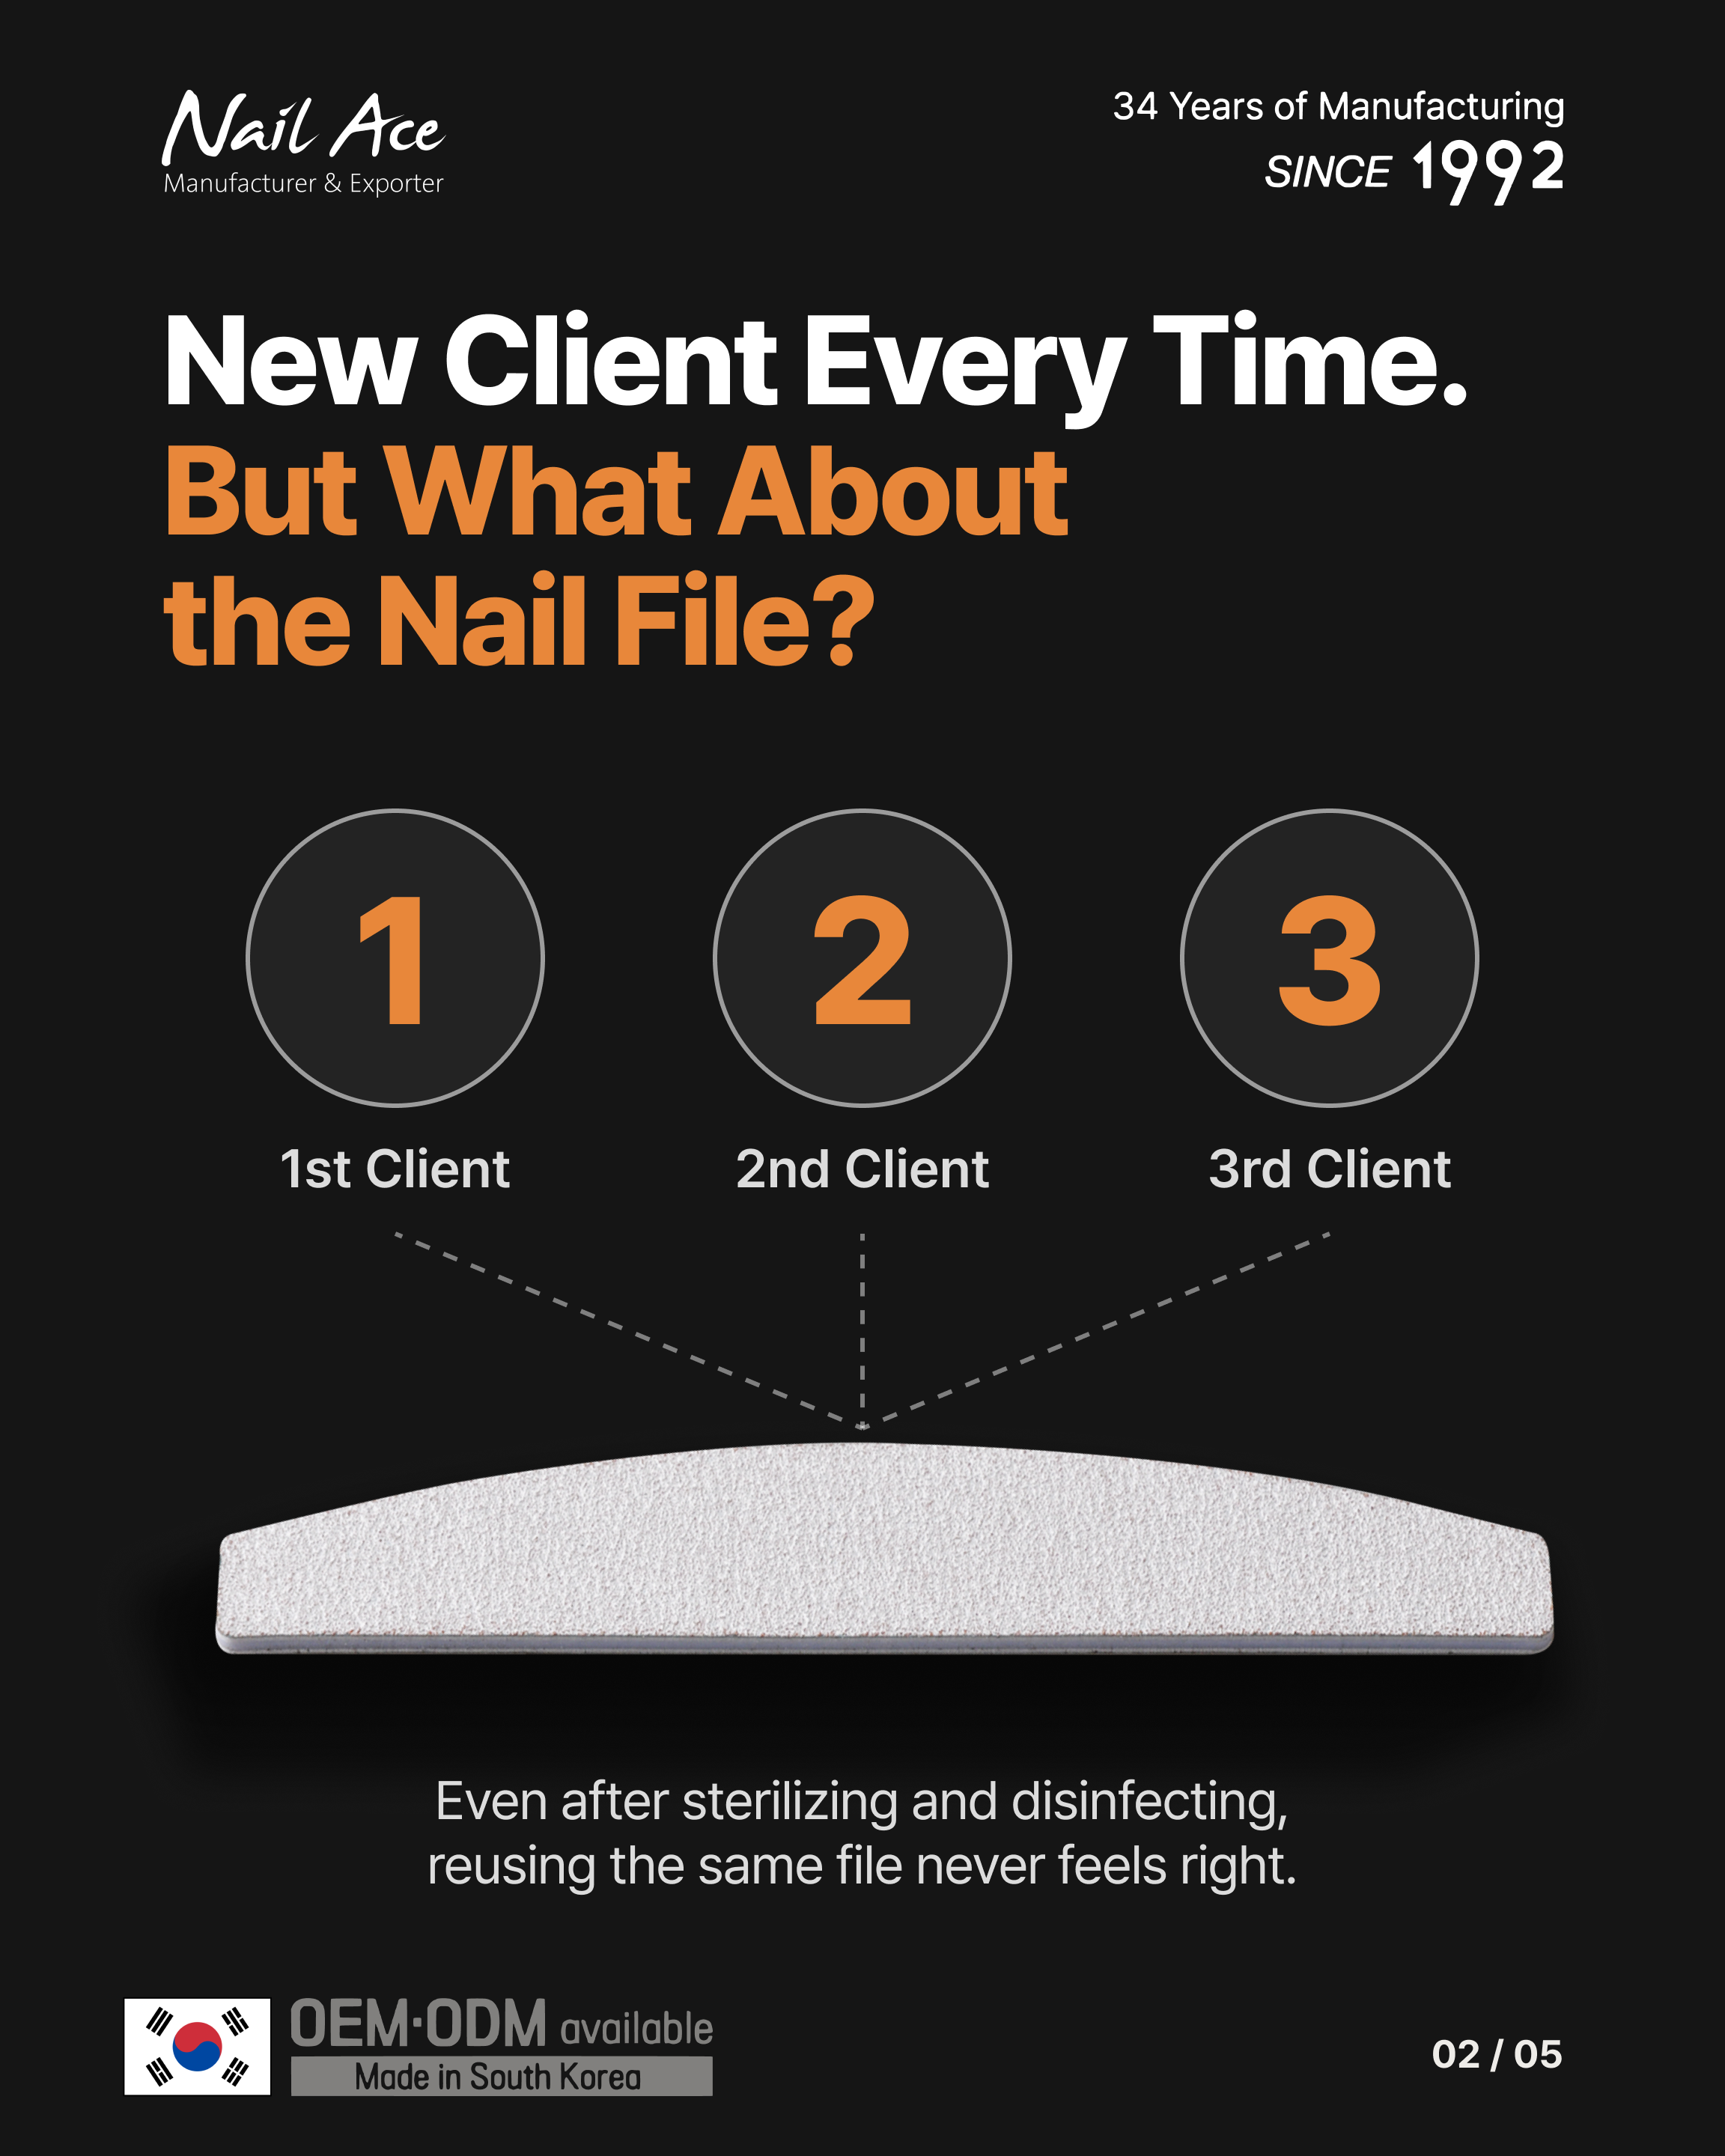 Nail Ace
Manufacturer & Exporter
34 Years of Manufacturing
SINCE 1992
New Client Every Time.
But What About
the Nail File?
1
2
3
1st Client
2nd Client
3rd Client
Even after sterilizing and disinfecting,
reusing the same file never feels right.
OEM·ODM available
Made in South Korea
02 / 05